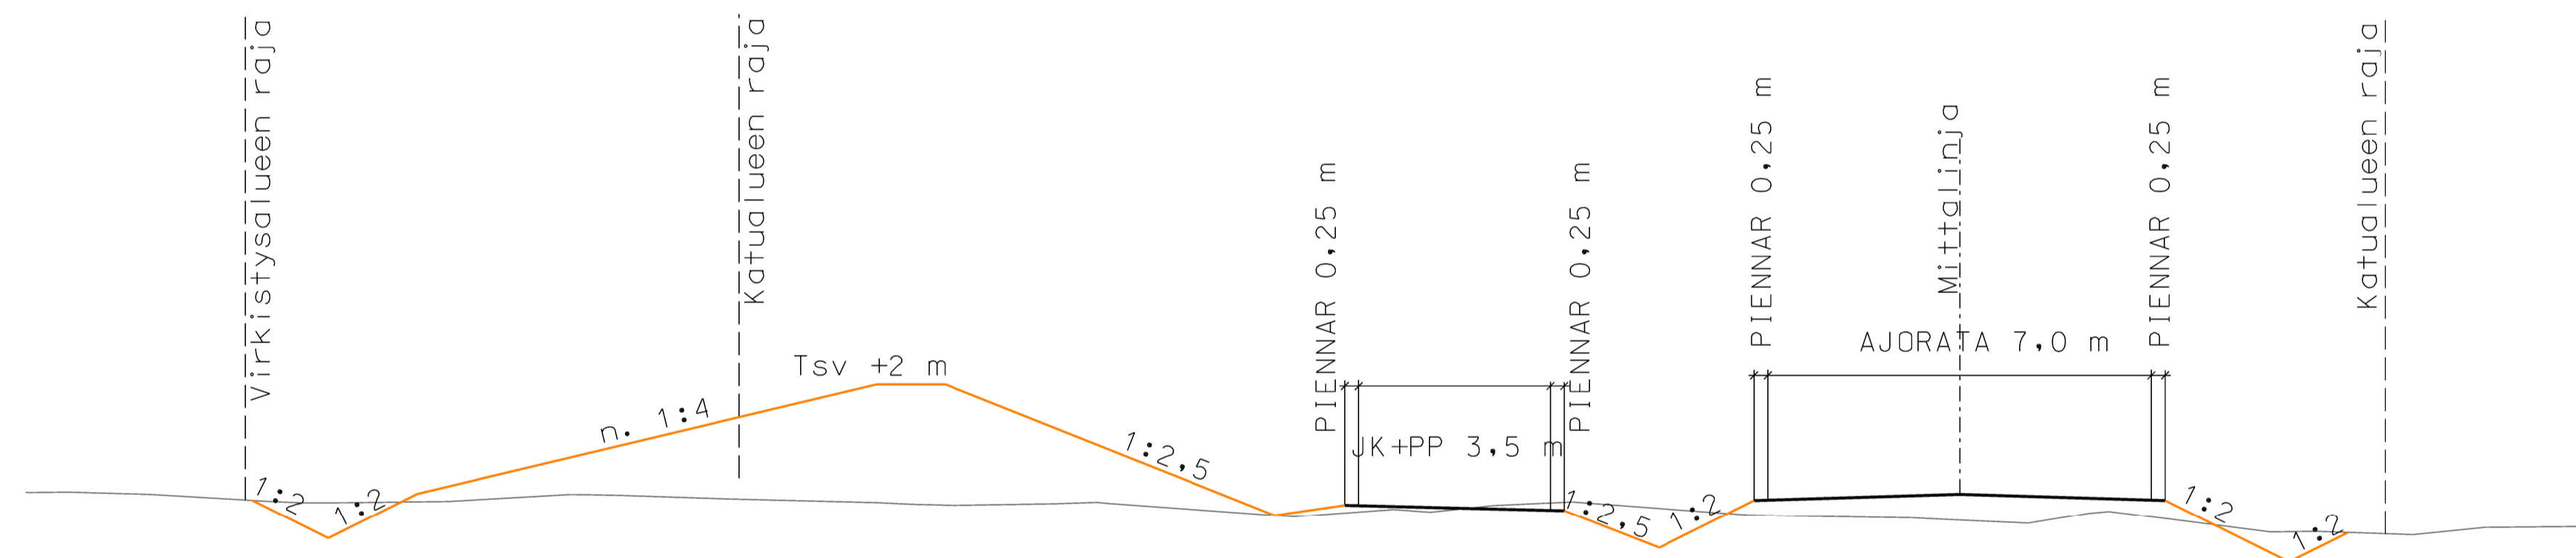 Virkistysalueen raja
Katualueen raja
PIENNAR 0,25 m
PIENNAR 0,25 m
PIENNAR 0,25 m
Mittalinja
PIENNAR 0,25 m
Katualueen raja
AJORATA 7,0 m
Tsv +2 m
n. 1:4
1:2,5
JK+PP 3,5 m
1:2
1:2
1:2,5
1:2
1:2
1:2